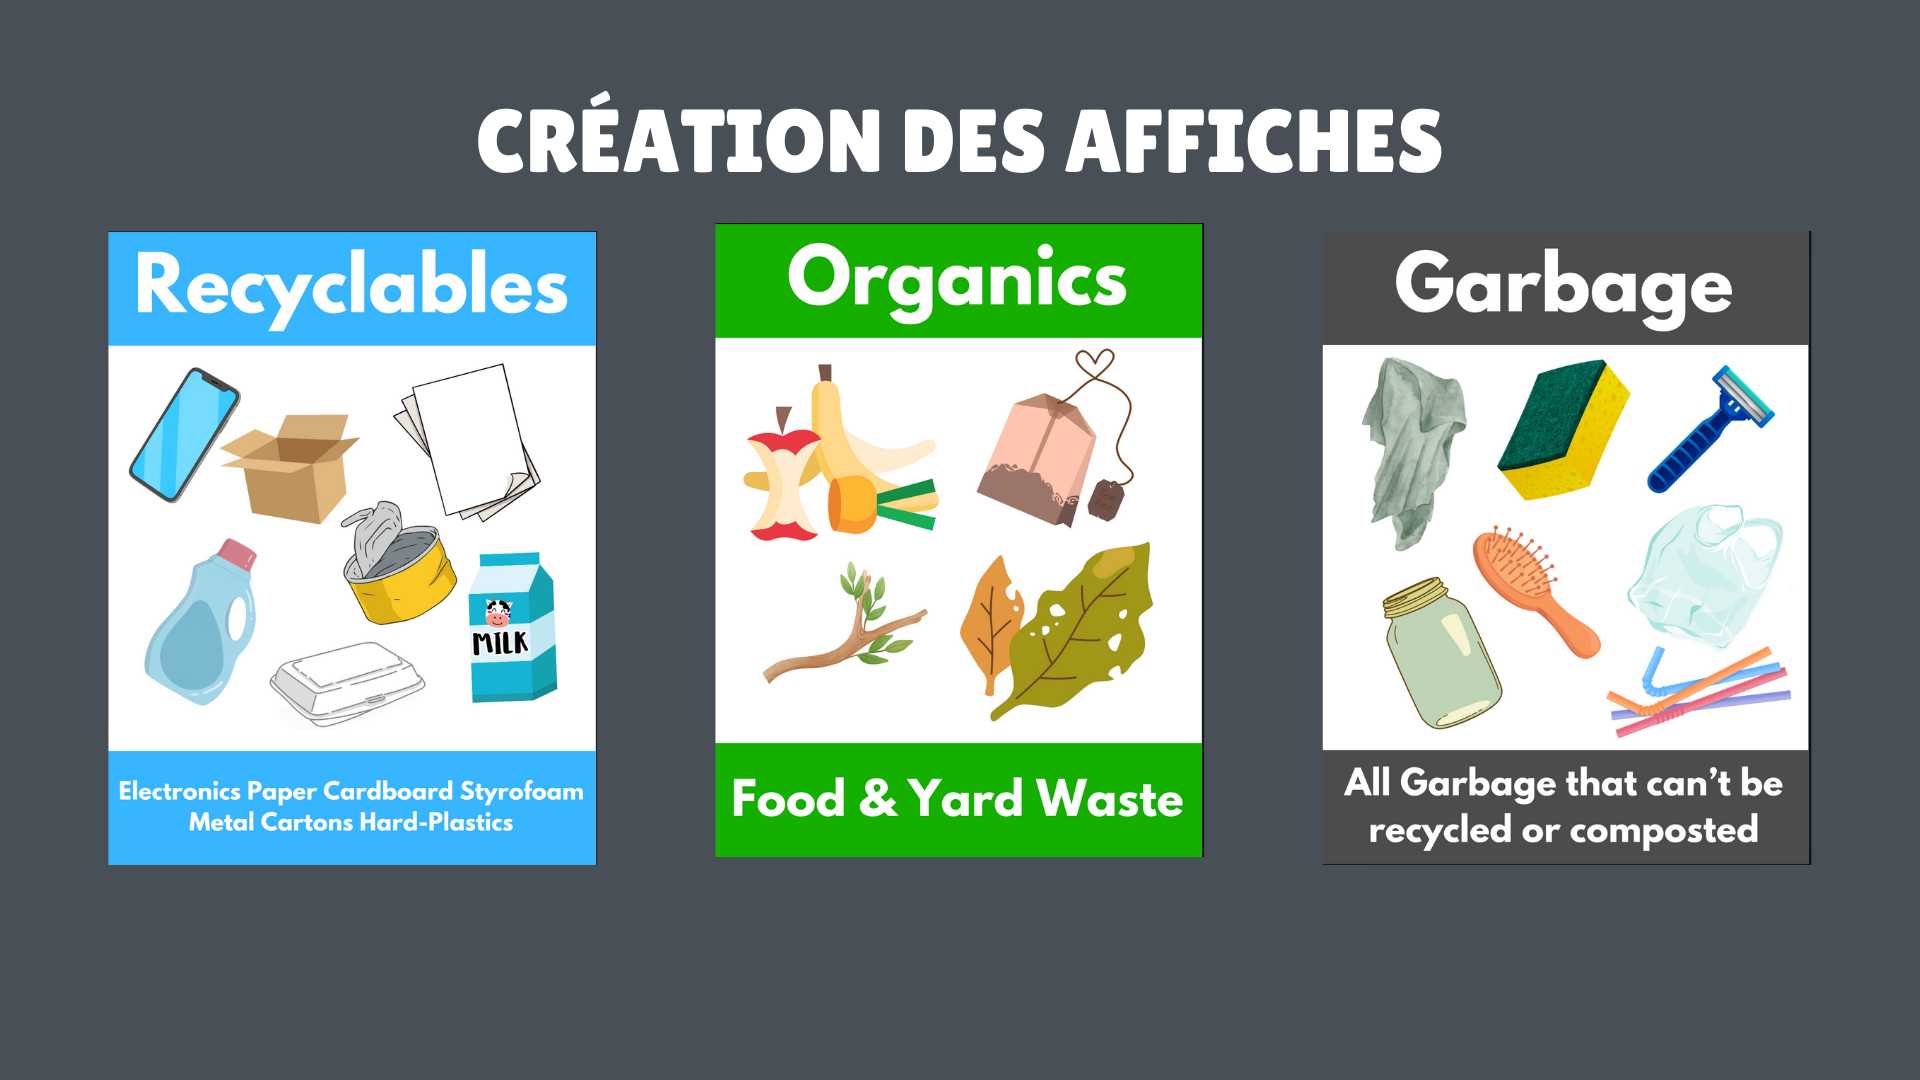 CRÉATION DES AFFICHES
Recyclables
MILK
Electronics Paper Cardboard Styrofoam
Metal Cartons Hard-Plastics
Organics
Food & Yard Waste
Garbage
All Garbage that can’t be
recycled or composted